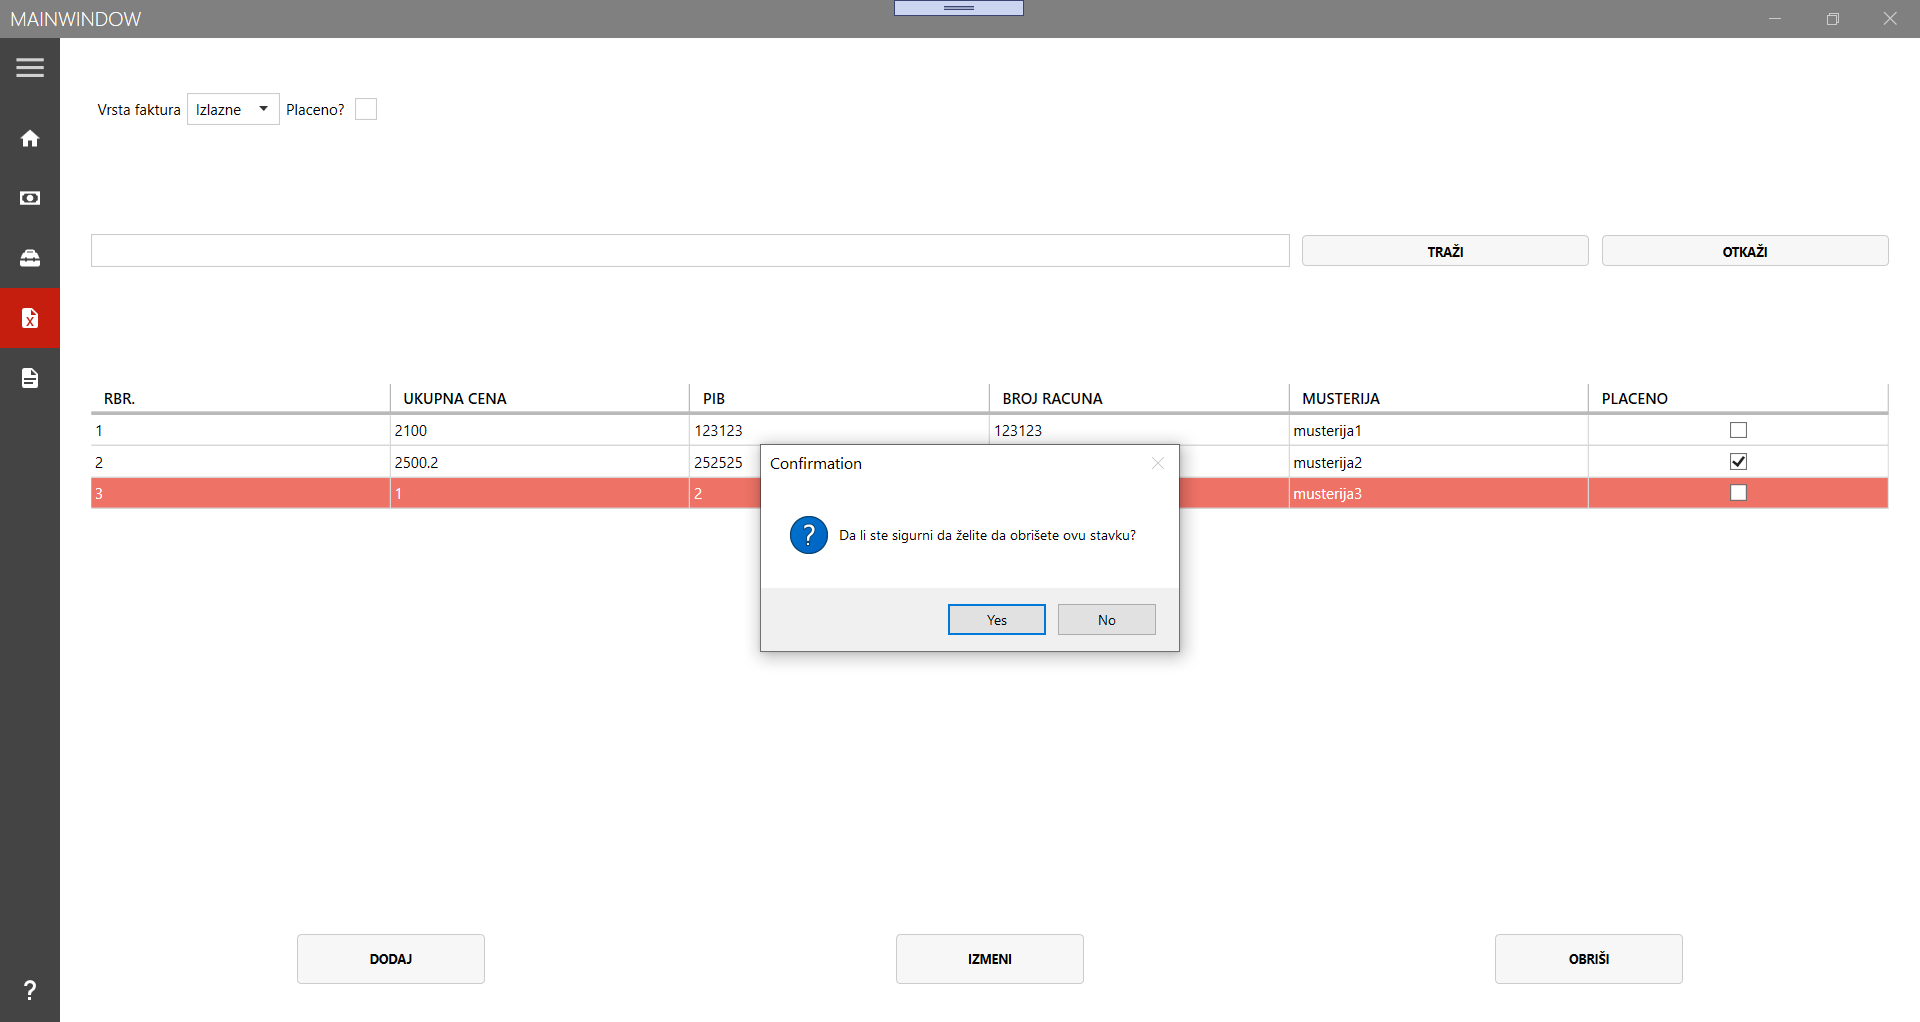 MAINWINDOW
Vrsta faktura Izlazne Placeno?
TRAŽI OTKAŽI
RBR. UKUPNA CENA PIB BROJ RACUNA MUSTERIJA PLACENO
1 2100 123123 123123 musterija1
2 2500.2 252525 musterija2
3 1 2 musterija3
Confirmation
Da li ste sigurni da želite da obrišete ovu stavku?
Yes No
DODAJ IZMENI OBRIŠI